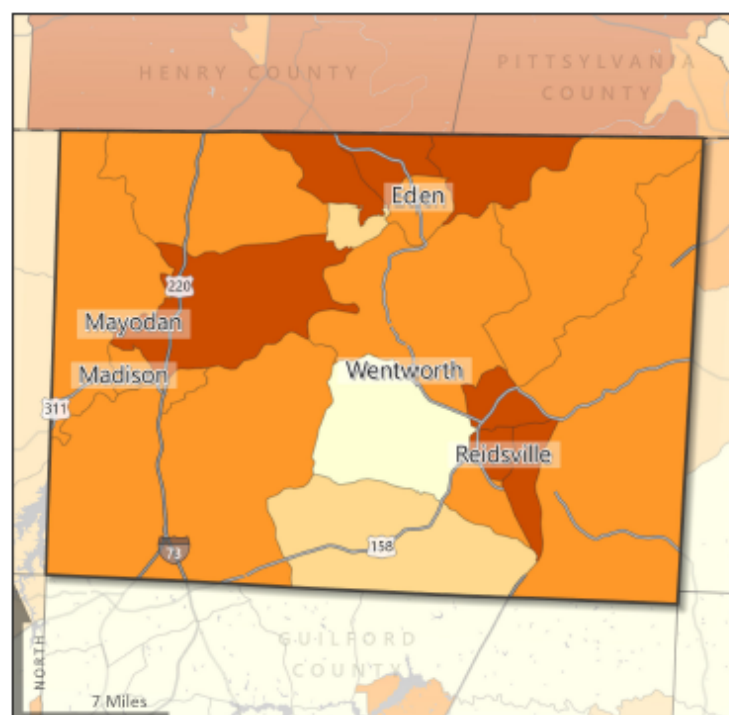 HENRY COUNTY
PITTSYLVANIA
COUNTY
Eden
220
Mayodan
Madison
Wentworth
311
Reidsville
158
73
GUILFORD
COUNTY
NORTH
7 Miles